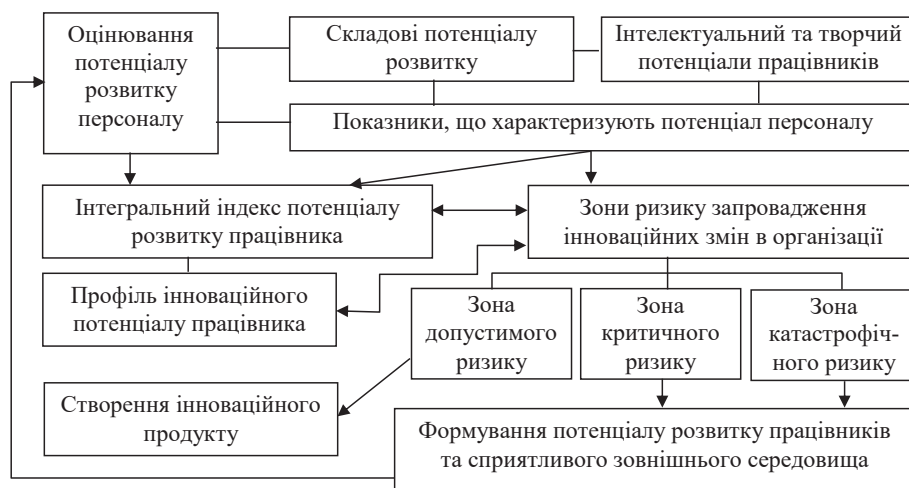 Оцінювання
потенціалу
розвитку
персоналу
Складові потенціалу
розвитку
Інтелектуальний та творчий
потенціали працівників
Показники, що характеризують потенціал персоналу
Інтегральний індекс потенціалу
розвитку працівника
Зони ризику запровадження
інноваційних змін в організації
Профіль інноваційного
потенціалу працівника
Зона
допустимого
ризику
Зона
критичного
ризику
Зона
катастрофіч-
ного ризику
Створення інноваційного
продукту
Формування потенціалу розвитку працівників
та сприятливого зовнішнього середовища